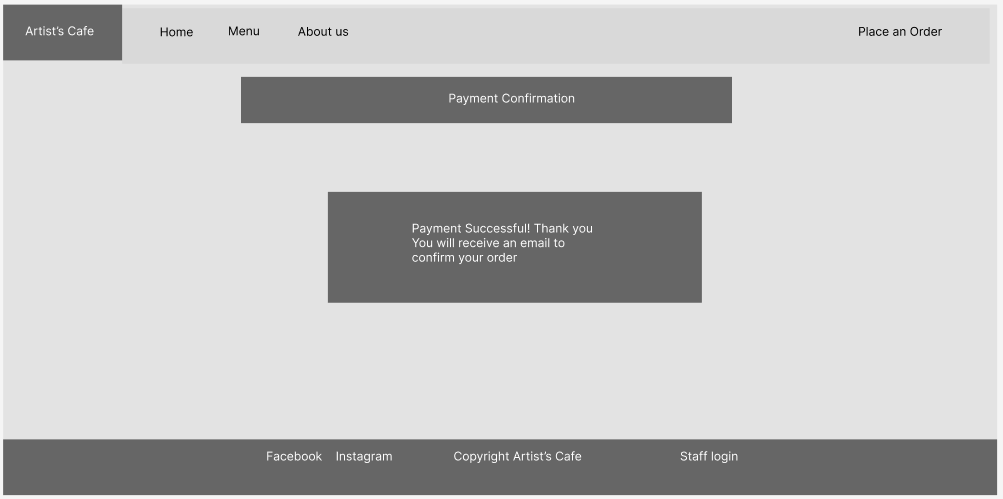 Artist's Cafe
Home
Menu
About us
Place an Order
Payment Confirmation
Payment Successful! Thank you
You will receive an email to
confirm your order
Facebook
Instagram
Copyright Artist's Cafe
Staff login